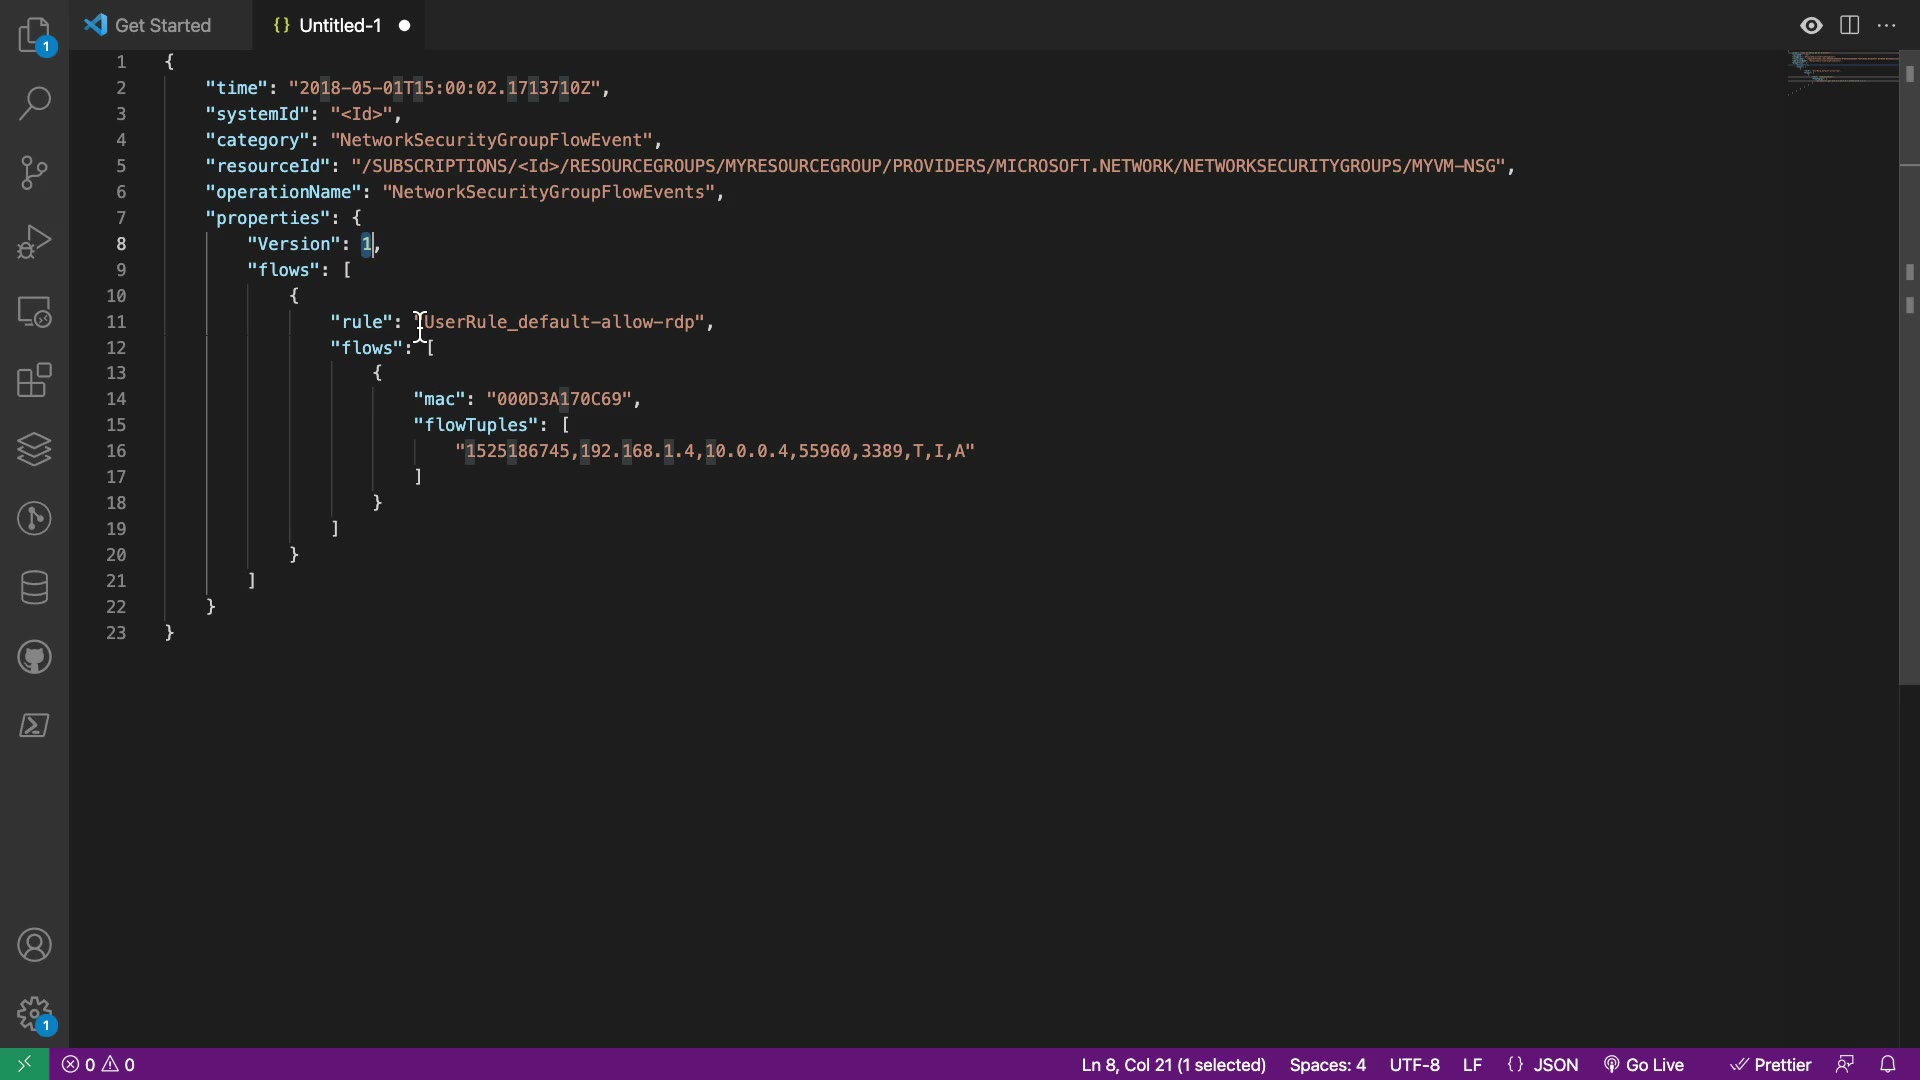 Get Started
{} Untitled-1
1 {
2 "time": "2018-05-01T15:00:02.1713710Z",
3 "systemId": "<Id>",
4 "category": "NetworkSecurityGroupFlowEvent",
5 "resourceId": "/SUBSCRIPTIONS/<Id>/RESOURCEGROUPS/MYRESOURCEGROUP/PROVIDERS/MICROSOFT.NETWORK/NETWORKSECURITYGROUPS/MYVM-NSG",
6 "operationName": "NetworkSecurityGroupFlowEvents",
7 "properties": {
8 "Version": 1,
9 "flows": [
10 {
11 "rule": "UserRule_default-allow-rdp",
12 "flows": [
13 {
14 "mac": "000D3A170C69",
15 "flowTuples": [
16 "1525186745,192.168.1.4,10.0.0.4,55960,3389,T,I,A"
17 ]
18 }
19 ]
20 }
21 ]
22 }
23 }
1
1
0 0 Ln 8, Col 21 (1 selected) Spaces: 4 UTF-8 LF {} JSON Go Live Prettier